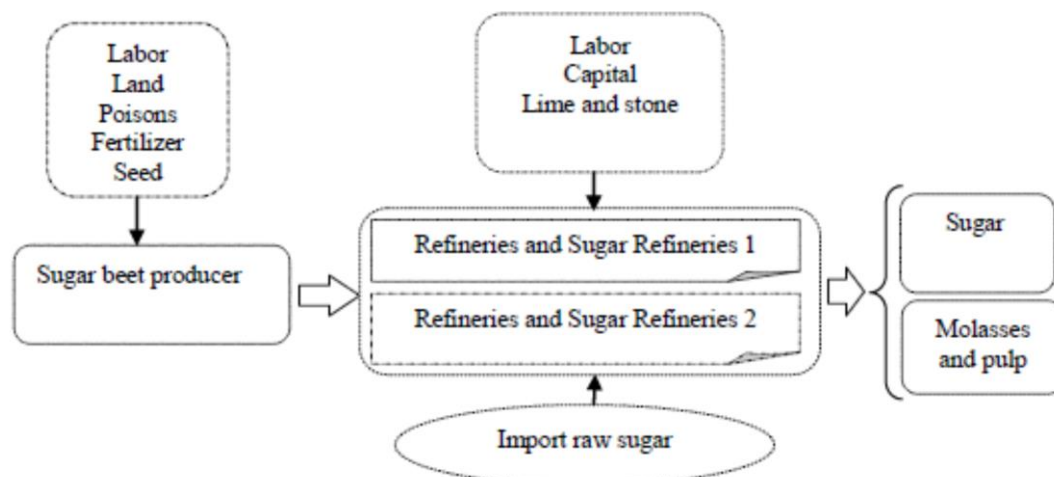 Labor
Land
Poisons
Fertilizer
Seed
Labor
Capital
Lime and stone
Sugar beet producer
Refineries and Sugar Refineries 1
Refineries and Sugar Refineries 2
Import raw sugar
Sugar
Molasses
and pulp